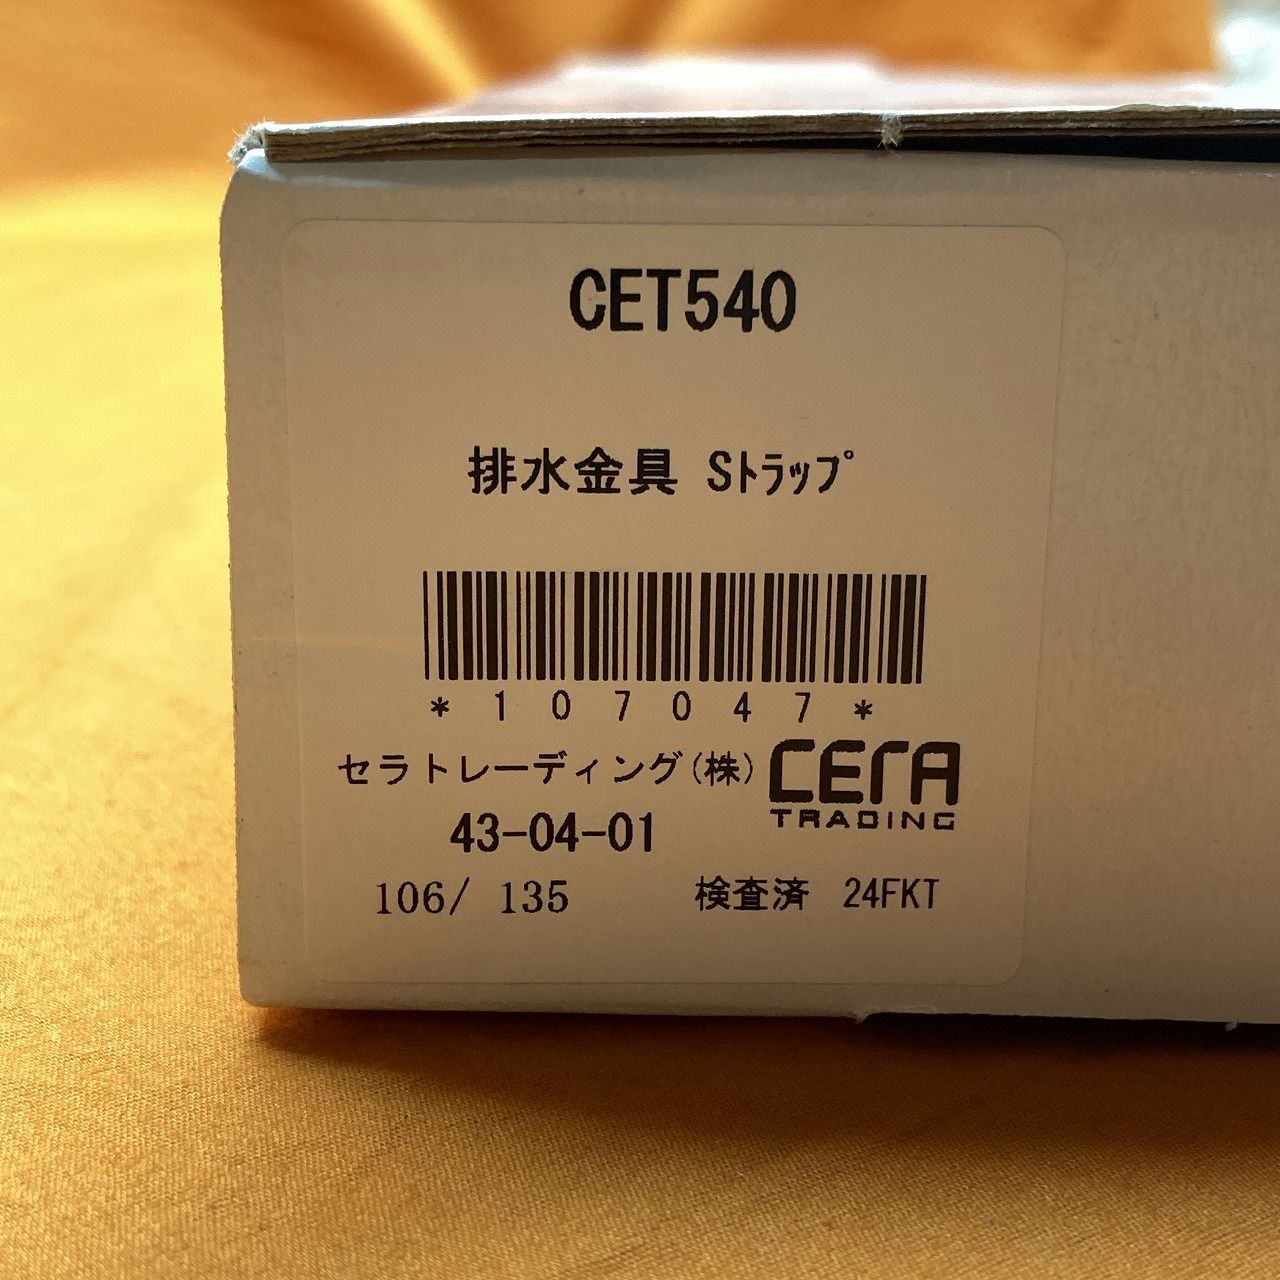 CET540
排水金具 Sﾄﾗｯﾌﾟ
*107047*
セラトレーディング(株) CERA TRADING
43-04-01
106/ 135 検査済 24FKT